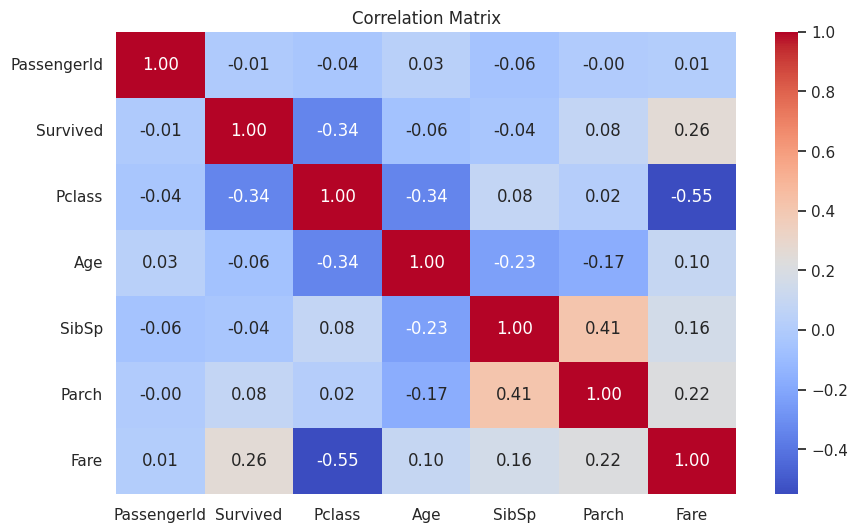 Correlation Matrix
PassengerId 1.00 -0.01 -0.04 0.03 -0.06 -0.00 0.01
Survived -0.01 1.00 -0.34 -0.06 -0.04 0.08 0.26
Pclass -0.04 -0.34 1.00 -0.34 0.08 0.02 -0.55
Age 0.03 -0.06 -0.34 1.00 -0.23 -0.17 0.10
SibSp -0.06 -0.04 0.08 -0.23 1.00 0.41 0.16
Parch -0.00 0.08 0.02 -0.17 0.41 1.00 0.22
Fare 0.01 0.26 -0.55 0.10 0.16 0.22 1.00
PassengerId Survived Pclass Age SibSp Parch Fare
1.0
0.8
0.6
0.4
0.2
0.0
−0.2
−0.4